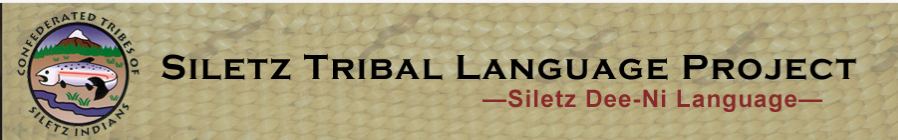 CONFEDERATED TRIBES OF
SILETZ INDIANS
SILETZ TRIBAL LANGUAGE PROJECT
—Siletz Dee-Ni Language—